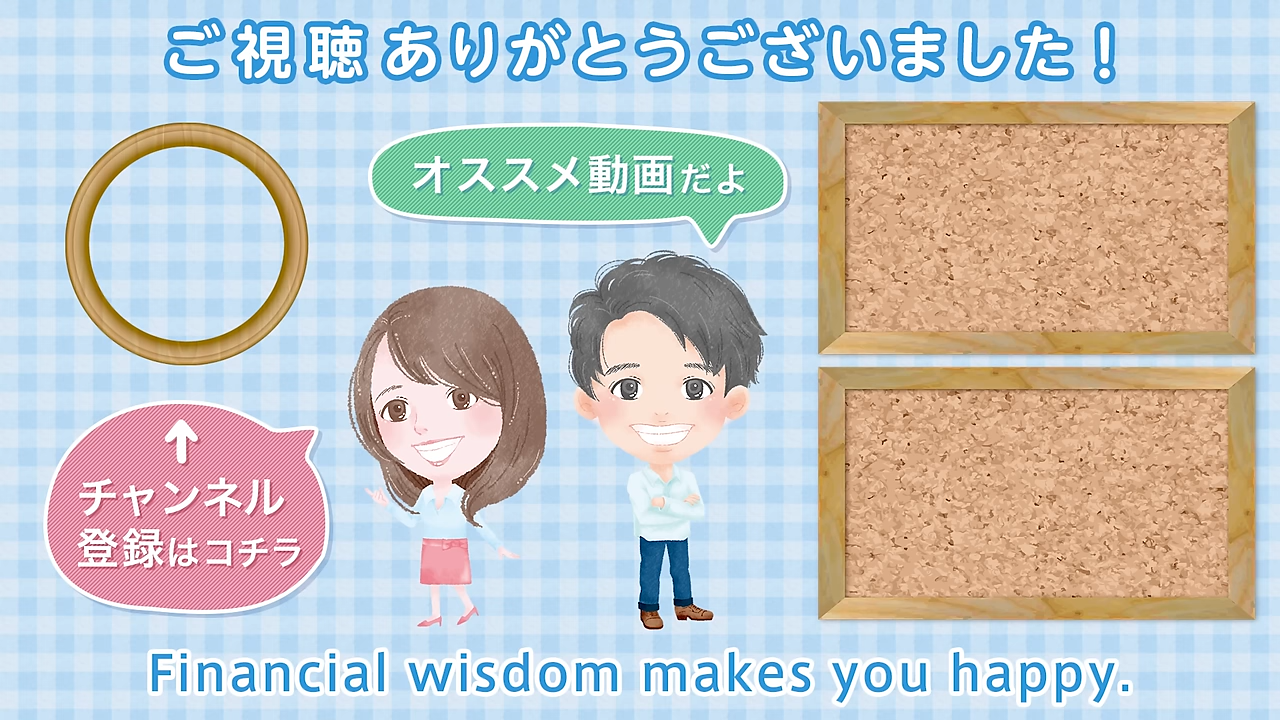 ご視聴ありがとうございました！
オススメ動画だよ
↑
チャンネル
登録はコチラ
Financial wisdom makes you happy.